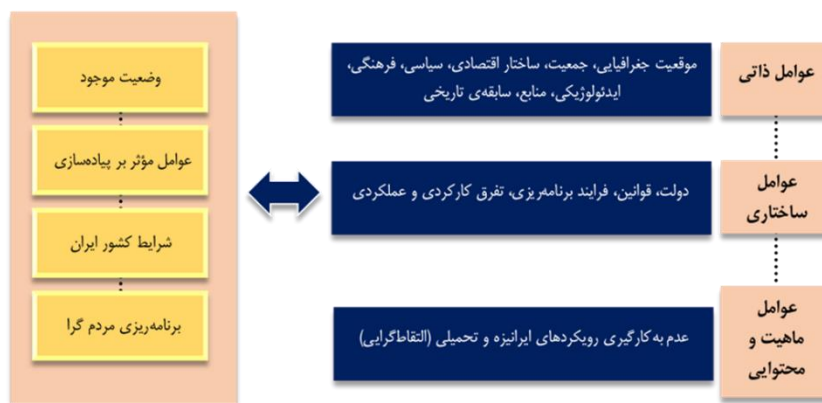 عوامل ذاتی
موقعیت جغرافیایی، جمعیت، ساختار اقتصادی، سیاسی، فرهنگی،
ایدئولوژیکی، منابع، سابقه‌ی تاریخی
عوامل
ساختاری
دولت، قوانین، فرایند برنامه‌ریزی، تفرق کارکردی و عملکردی
عوامل
ماهیت و
محتوایی
عدم به‌کارگیری رویکردهای ایرانیزه و تحمیلی (التقاط‌گرایی)
وضعیت موجود
عوامل مؤثر بر پیاده‌سازی
شرایط کشور ایران
برنامه‌ریزی مردم گرا